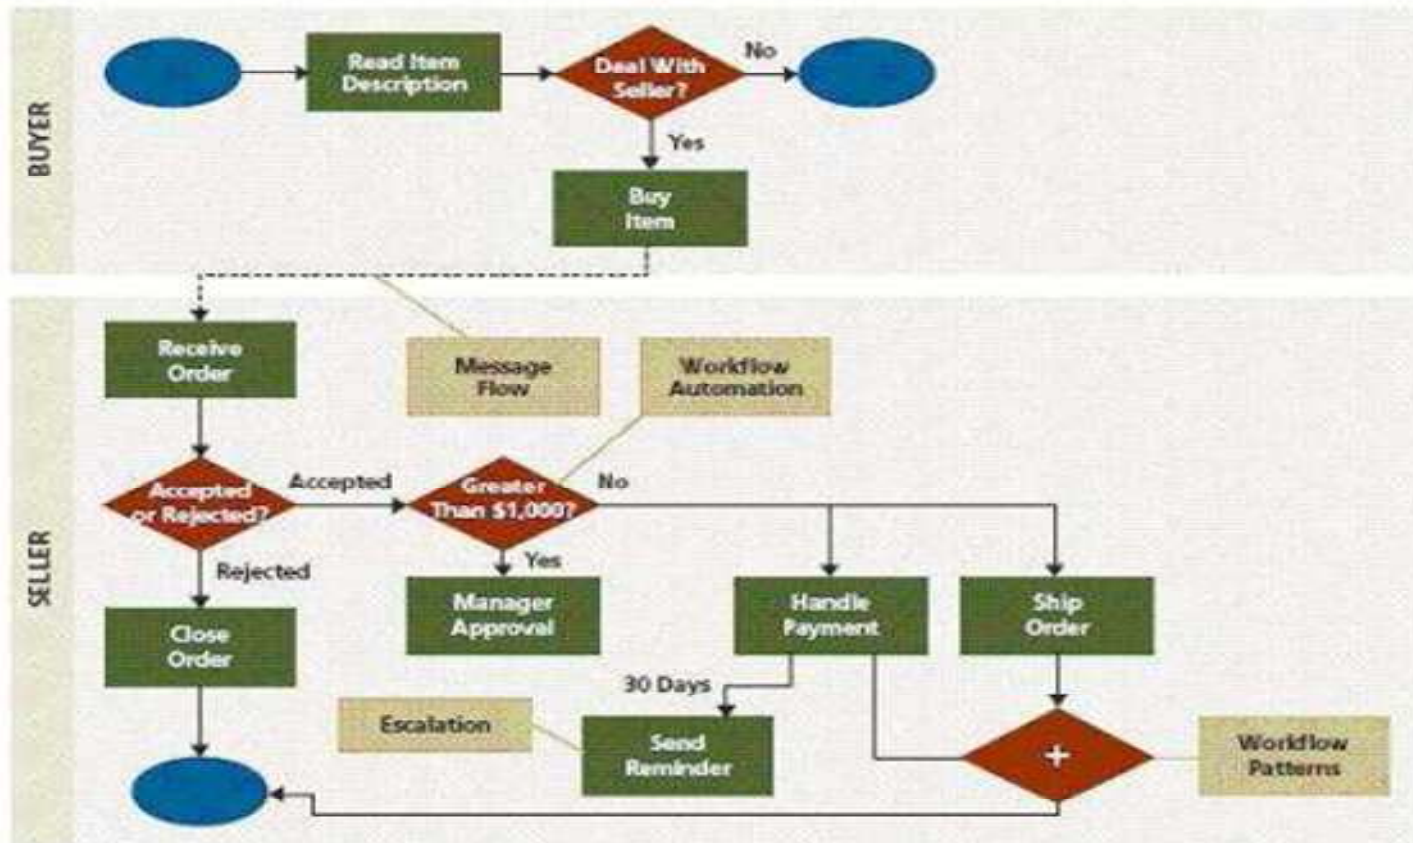 BUYER
Read Item
Description
Deal With
Seller?
No
Yes
Buy
Item
SELLER
Receive
Order
Message
Flow
Workflow
Automation
Accepted
or Rejected?
Accepted
Greater
Than $1,000?
No
Rejected
Yes
Close
Order
Manager
Approval
Handle
Payment
Ship
Order
30 Days
Escalation
Send
Reminder
+
Workflow
Patterns